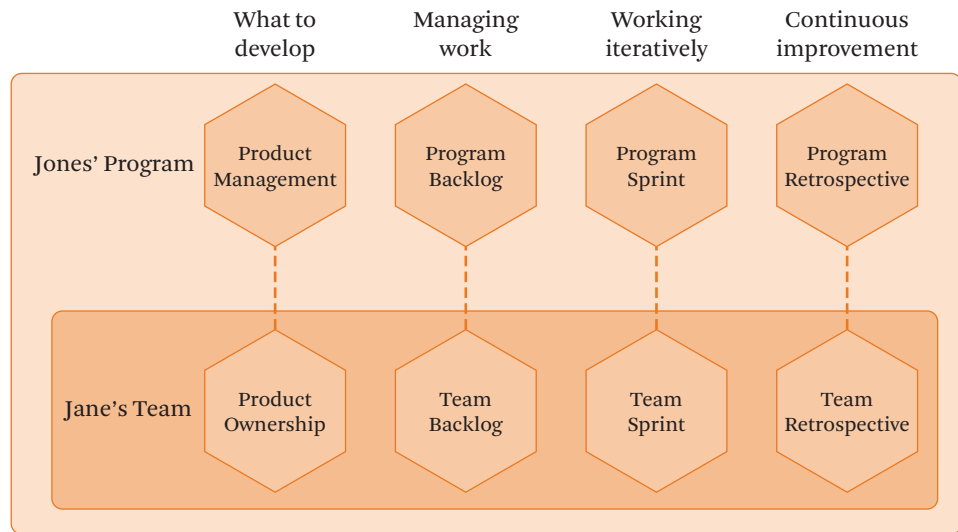 What to
develop
Managing
work
Working
iteratively
Continuous
improvement
Jones’ Program
Product
Management
Program
Backlog
Program
Sprint
Program
Retrospective
Jane’s Team
Product
Ownership
Team
Backlog
Team
Sprint
Team
Retrospective